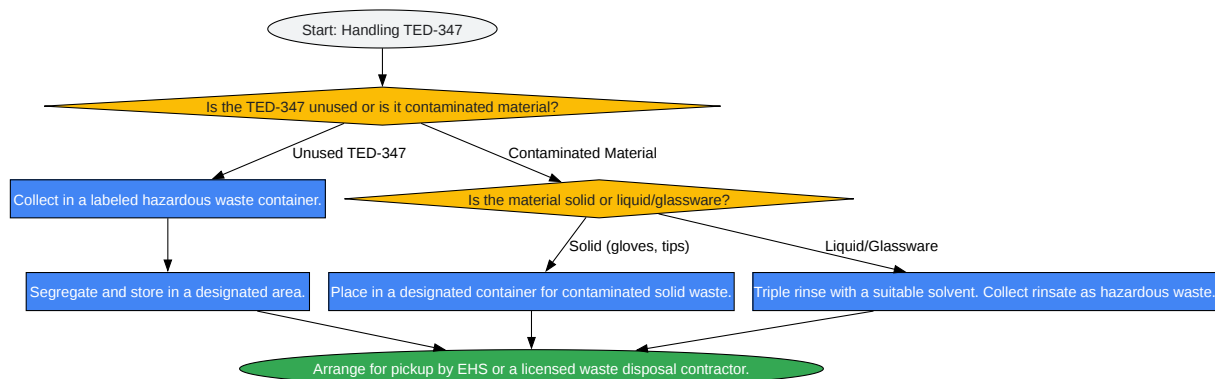 Start: Handling TED-347
Is the TED-347 unused or is it contaminated material?
Unused TED-347
Contaminated Material
Collect in a labeled hazardous waste container.
Is the material solid or liquid/glassware?
Solid (gloves, tips)
Liquid/Glassware
Segregate and store in a designated area.
Place in a designated container for contaminated solid waste.
Triple rinse with a suitable solvent. Collect rinsate as hazardous waste.
Arrange for pickup by EHS or a licensed waste disposal contractor.